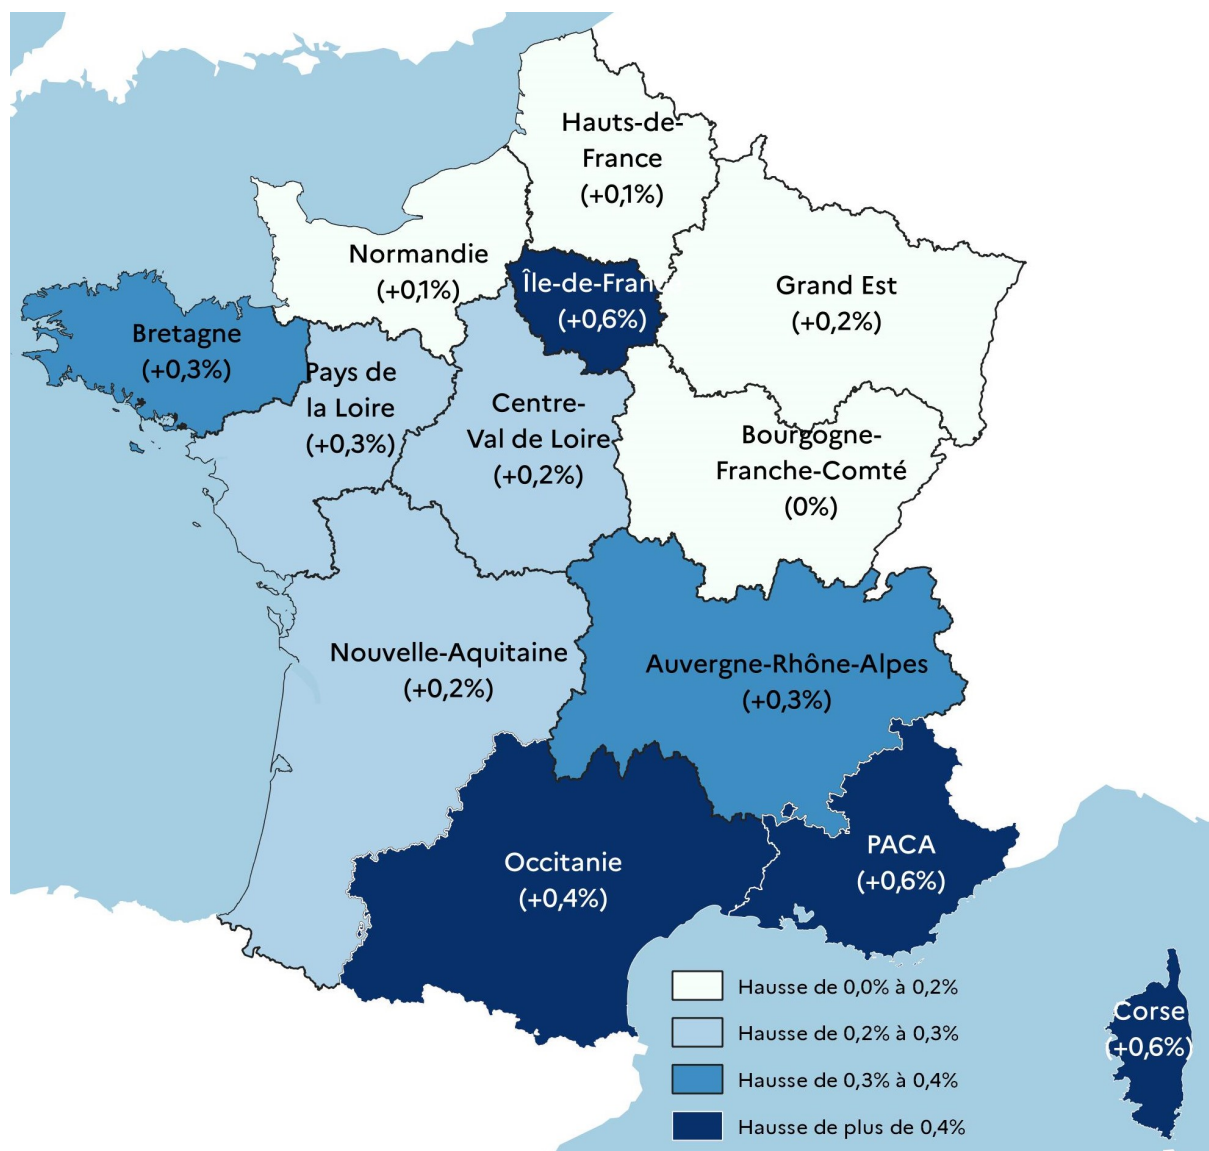 Hauts-de-
France
(+0,1%)
Normandie
(+0,1%)
Île-de-France
(+0,6%)
Grand Est
(+0,2%)
Bretagne
(+0,3%)
Pays de
la Loire
(+0,3%)
Centre-
Val de Loire
(+0,2%)
Bourgogne-
Franche-Comté
(0%)
Nouvelle-Aquitaine
(+0,2%)
Auvergne-Rhône-Alpes
(+0,3%)
Occitanie
(+0,4%)
PACA
(+0,6%)
Corse
(+0,6%)
Hausse de 0,0% à 0,2%
Hausse de 0,2% à 0,3%
Hausse de 0,3% à 0,4%
Hausse de plus de 0,4%